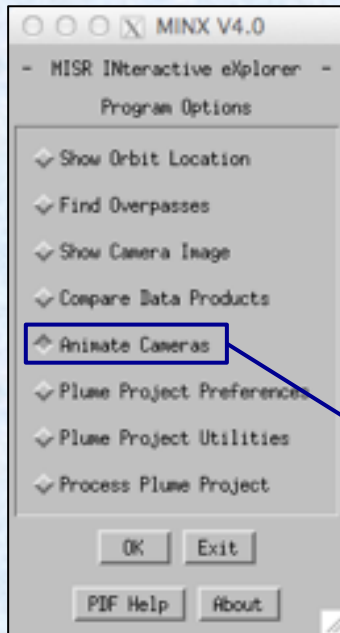 MINX V4.0
- MISR INteractive eXplorer -
Program Options
Show Orbit Location
Find Overpasses
Show Camera Image
Compare Data Products
Animate Cameras
Plume Project Preferences
Plume Project Utilities
Process Plume Project
OK Exit
PDF Help About